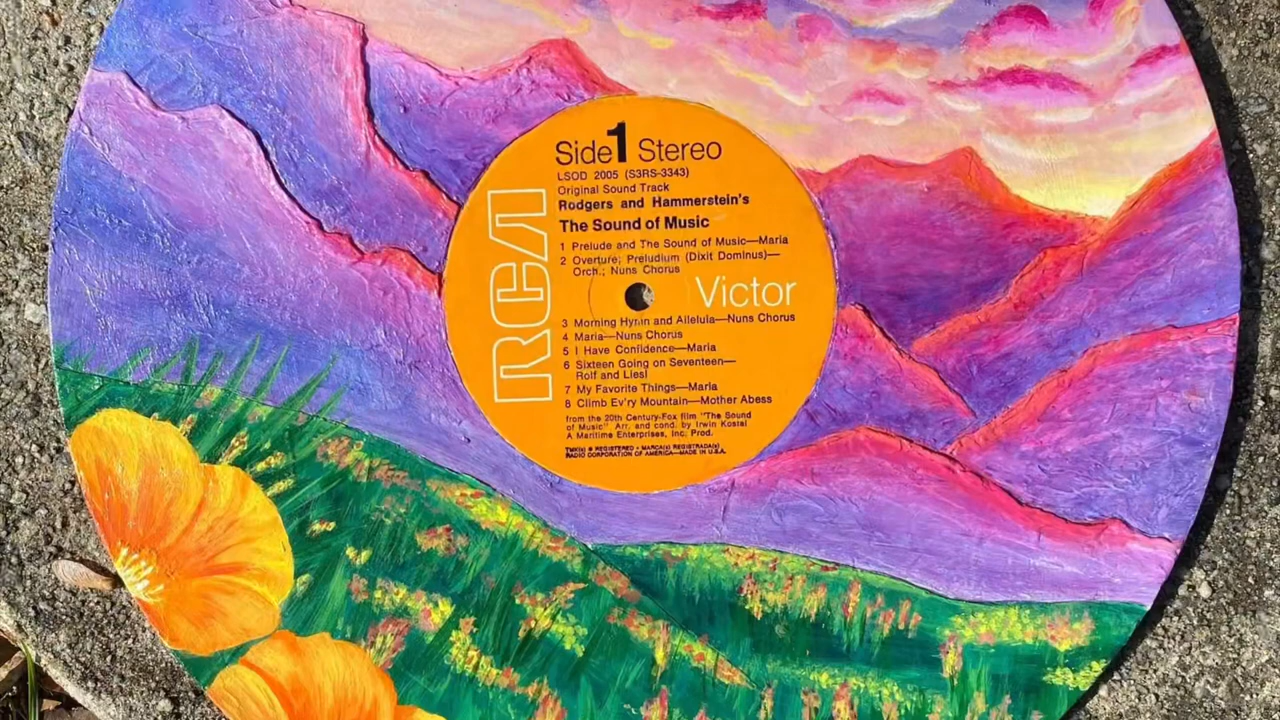 Side 1 Stereo
LSOD 2005 (S3RS-3343)
Original Sound Track
Rodgers and Hammerstein's
The Sound of Music
1 Prelude and The Sound of Music—Maria
2 Overture; Preludium (Dixit Dominus)—
Orch.; Nuns Chorus
RCA
Victor
3 Morning Hymn and Alleluia—Nuns Chorus
4 Maria—Nuns Chorus
5 I Have Confidence—Maria
6 Sixteen Going on Seventeen—
Rolf and Liesl
7 My Favorite Things—Maria
8 Climb Ev'ry Mountain—Mother Abess
from the 20th Century-Fox film "The Sound
of Music". Arr. and cond. by Irwin Kostal
A Maritime Enterprises, Inc. Prod.
TMK(s) ® REGISTERED • MARCA(s) REGISTRADA(s)
RADIO CORPORATION OF AMERICA—MADE IN U.S.A.